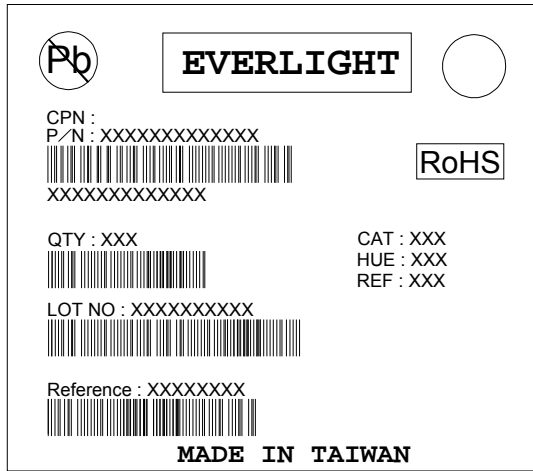 Pb
EVERLIGHT
CPN :
P/N : XXXXXXXXXXXXX
RoHS
XXXXXXXXXXXXX
QTY : XXX
CAT : XXX
HUE : XXX
REF : XXX
LOT NO : XXXXXXXXXX
Reference : XXXXXXXX
MADE IN TAIWAN